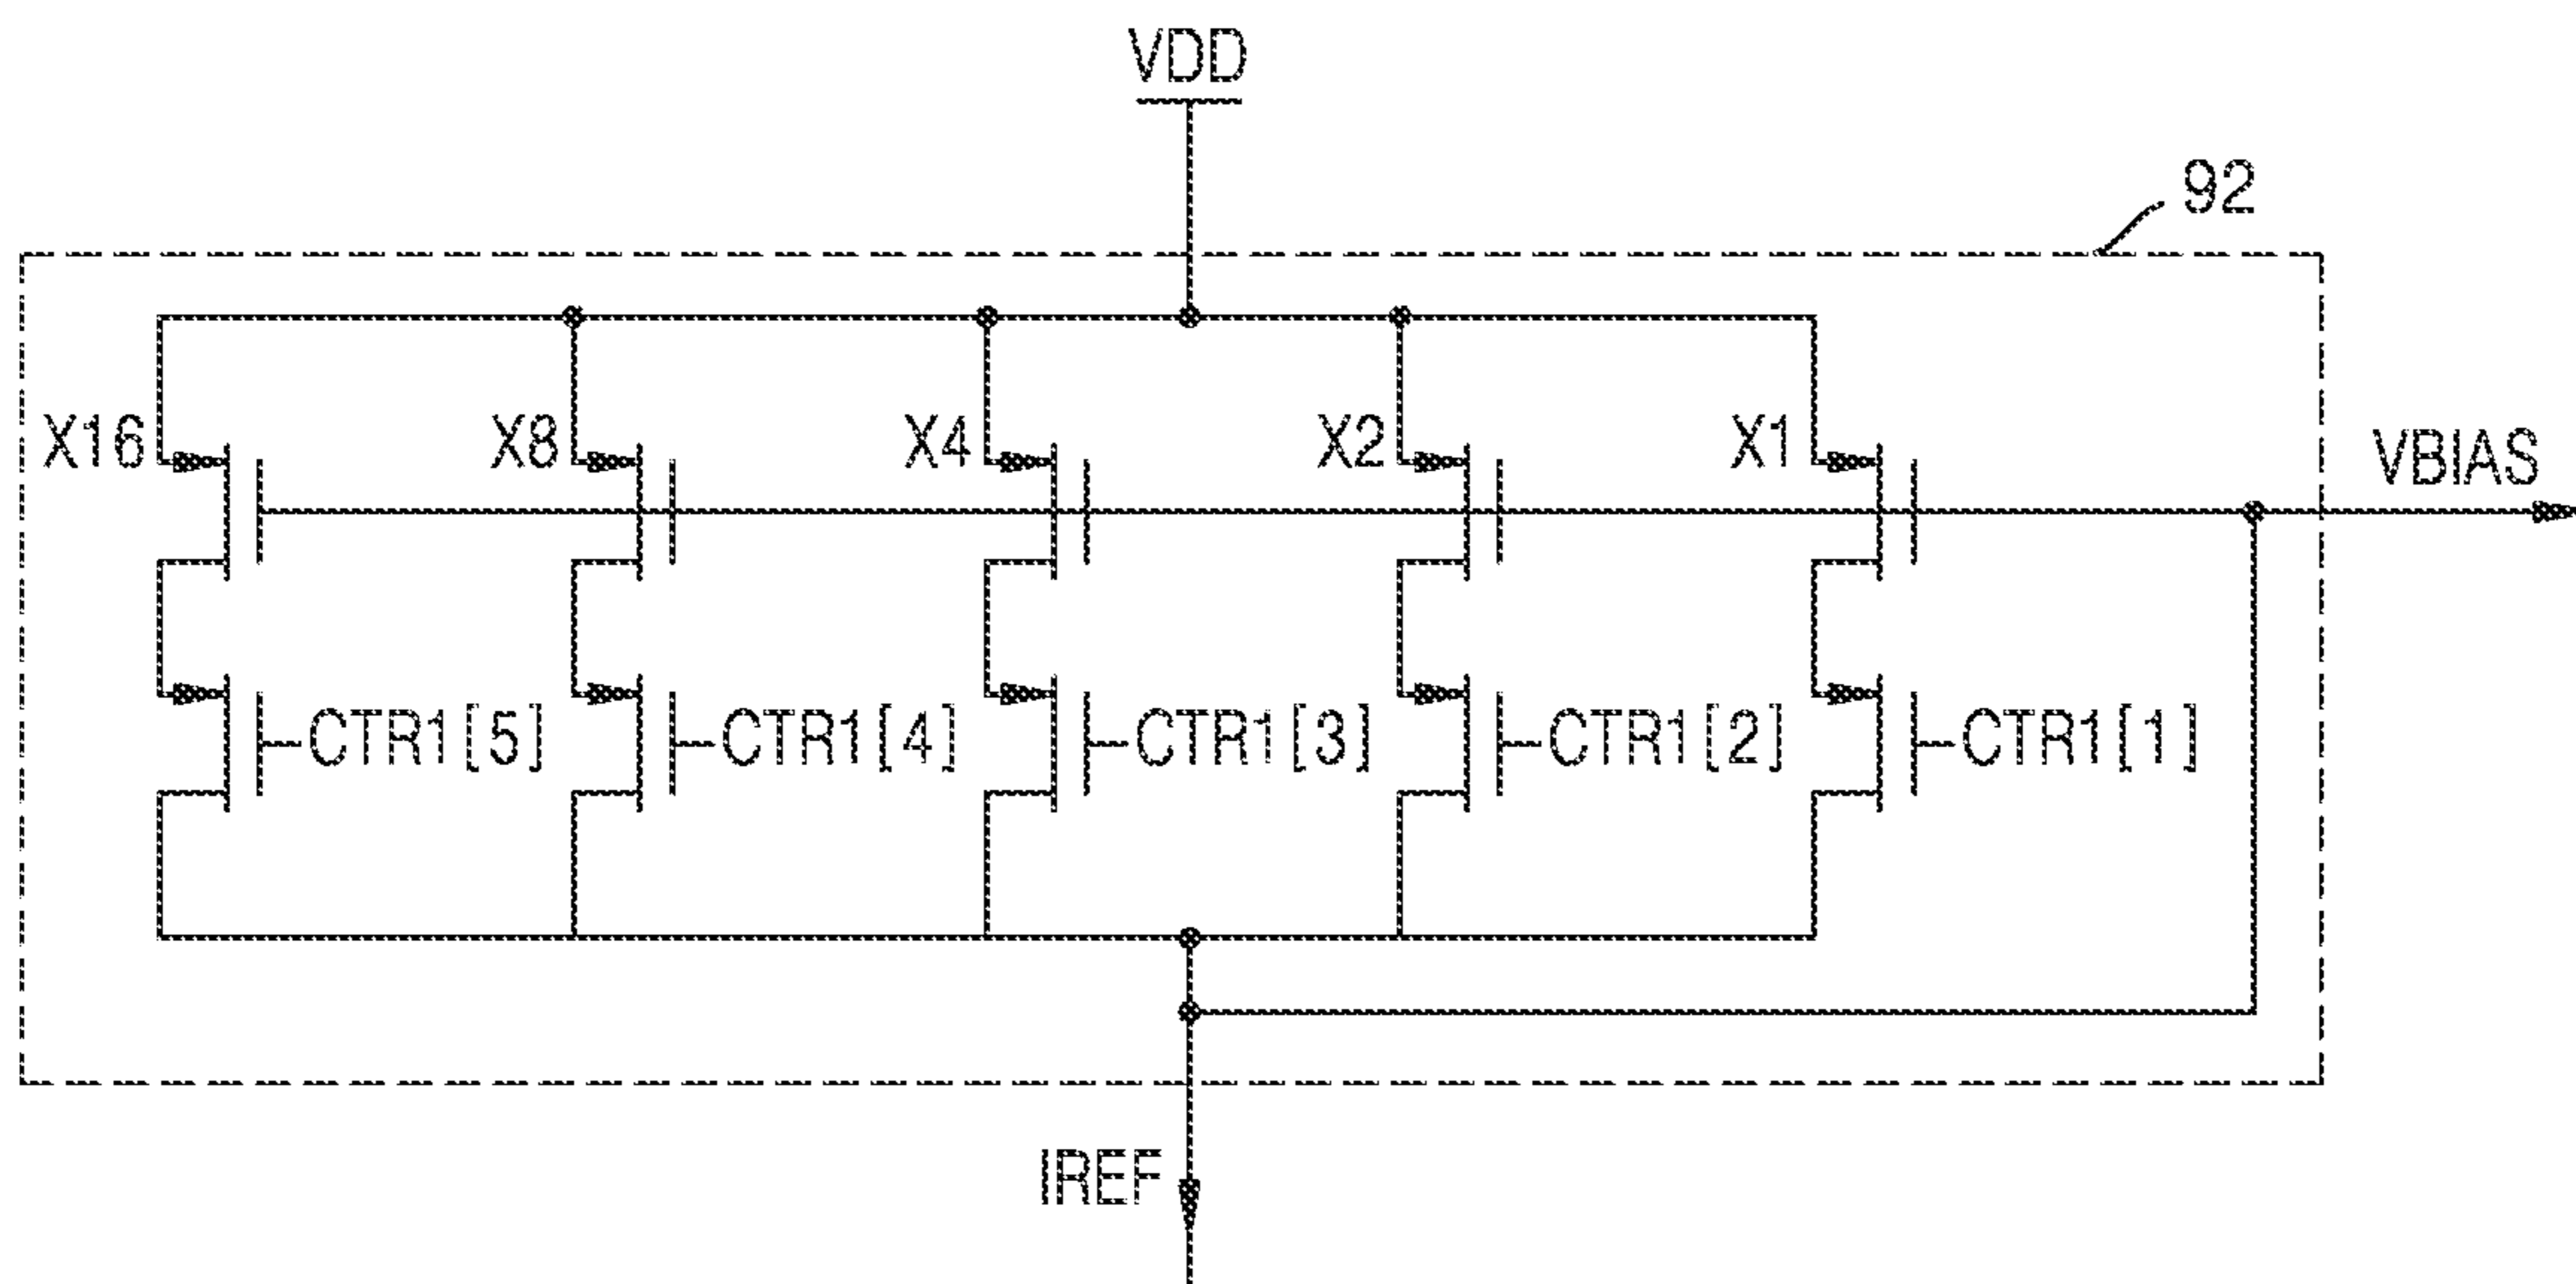 VDD
92
X16 X8 X4 X2 X1 VBIAS
CTR1[5] CTR1[4] CTR1[3] CTR1[2] CTR1[1]
IREF